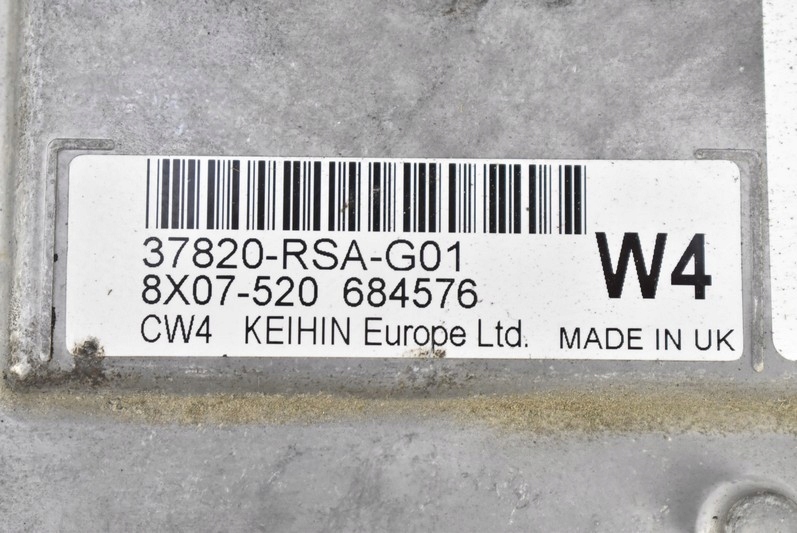 37820-RSA-G01
8X07-520 684576
W4
CW4 KEIHIN Europe Ltd. MADE IN UK